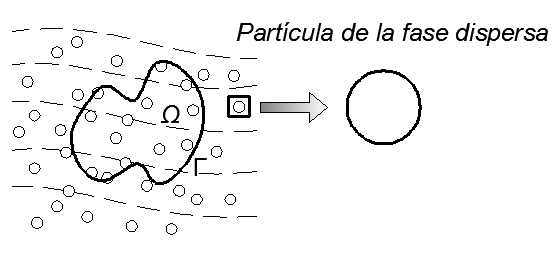 Partícula de la fase dispersa
Ω
Γ